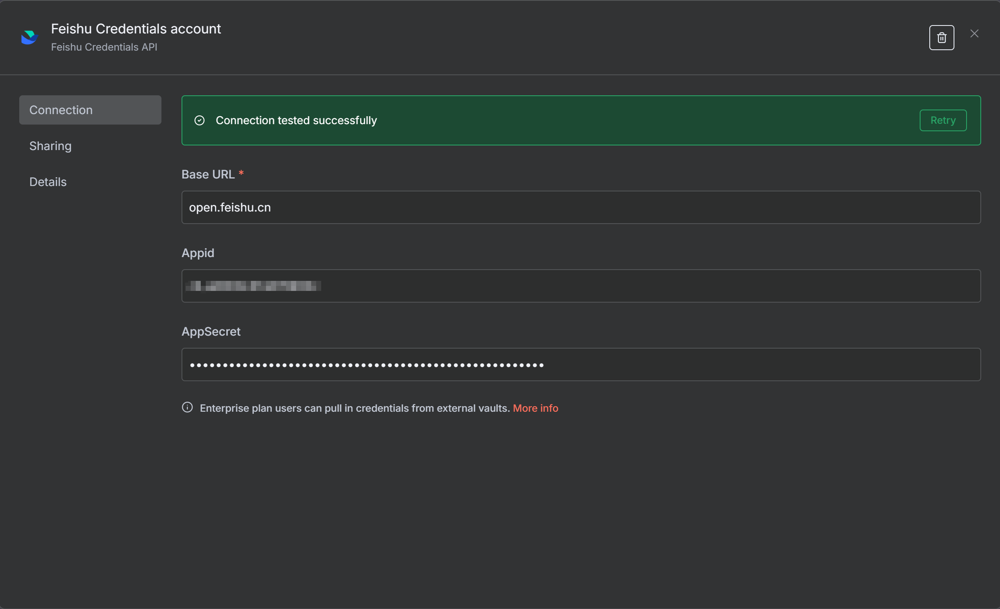 Feishu Credentials account
Feishu Credentials API
Connection
Sharing
Details
Connection tested successfully
Retry
Base URL *
open.feishu.cn
Appid
AppSecret
••••••••••••••••••••••••••••••••••••••••••••••••••••••
Enterprise plan users can pull in credentials from external vaults. More info